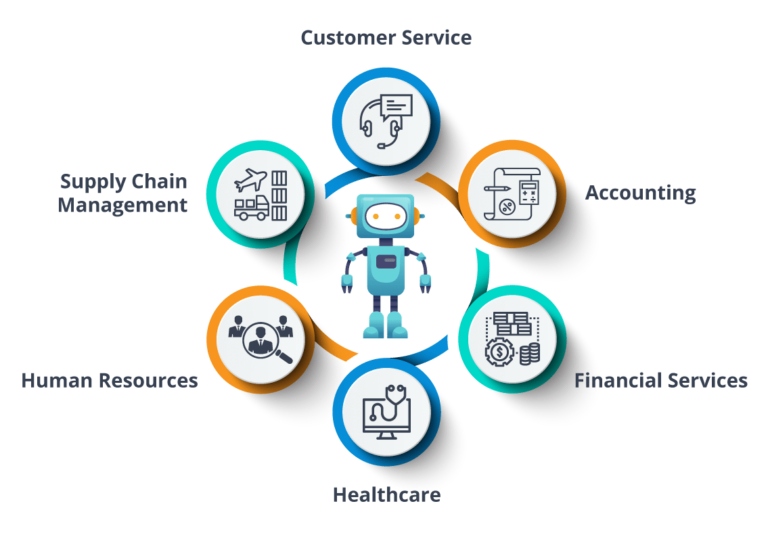 Customer Service
Supply Chain
Management
Accounting
Human Resources
Financial Services
Healthcare